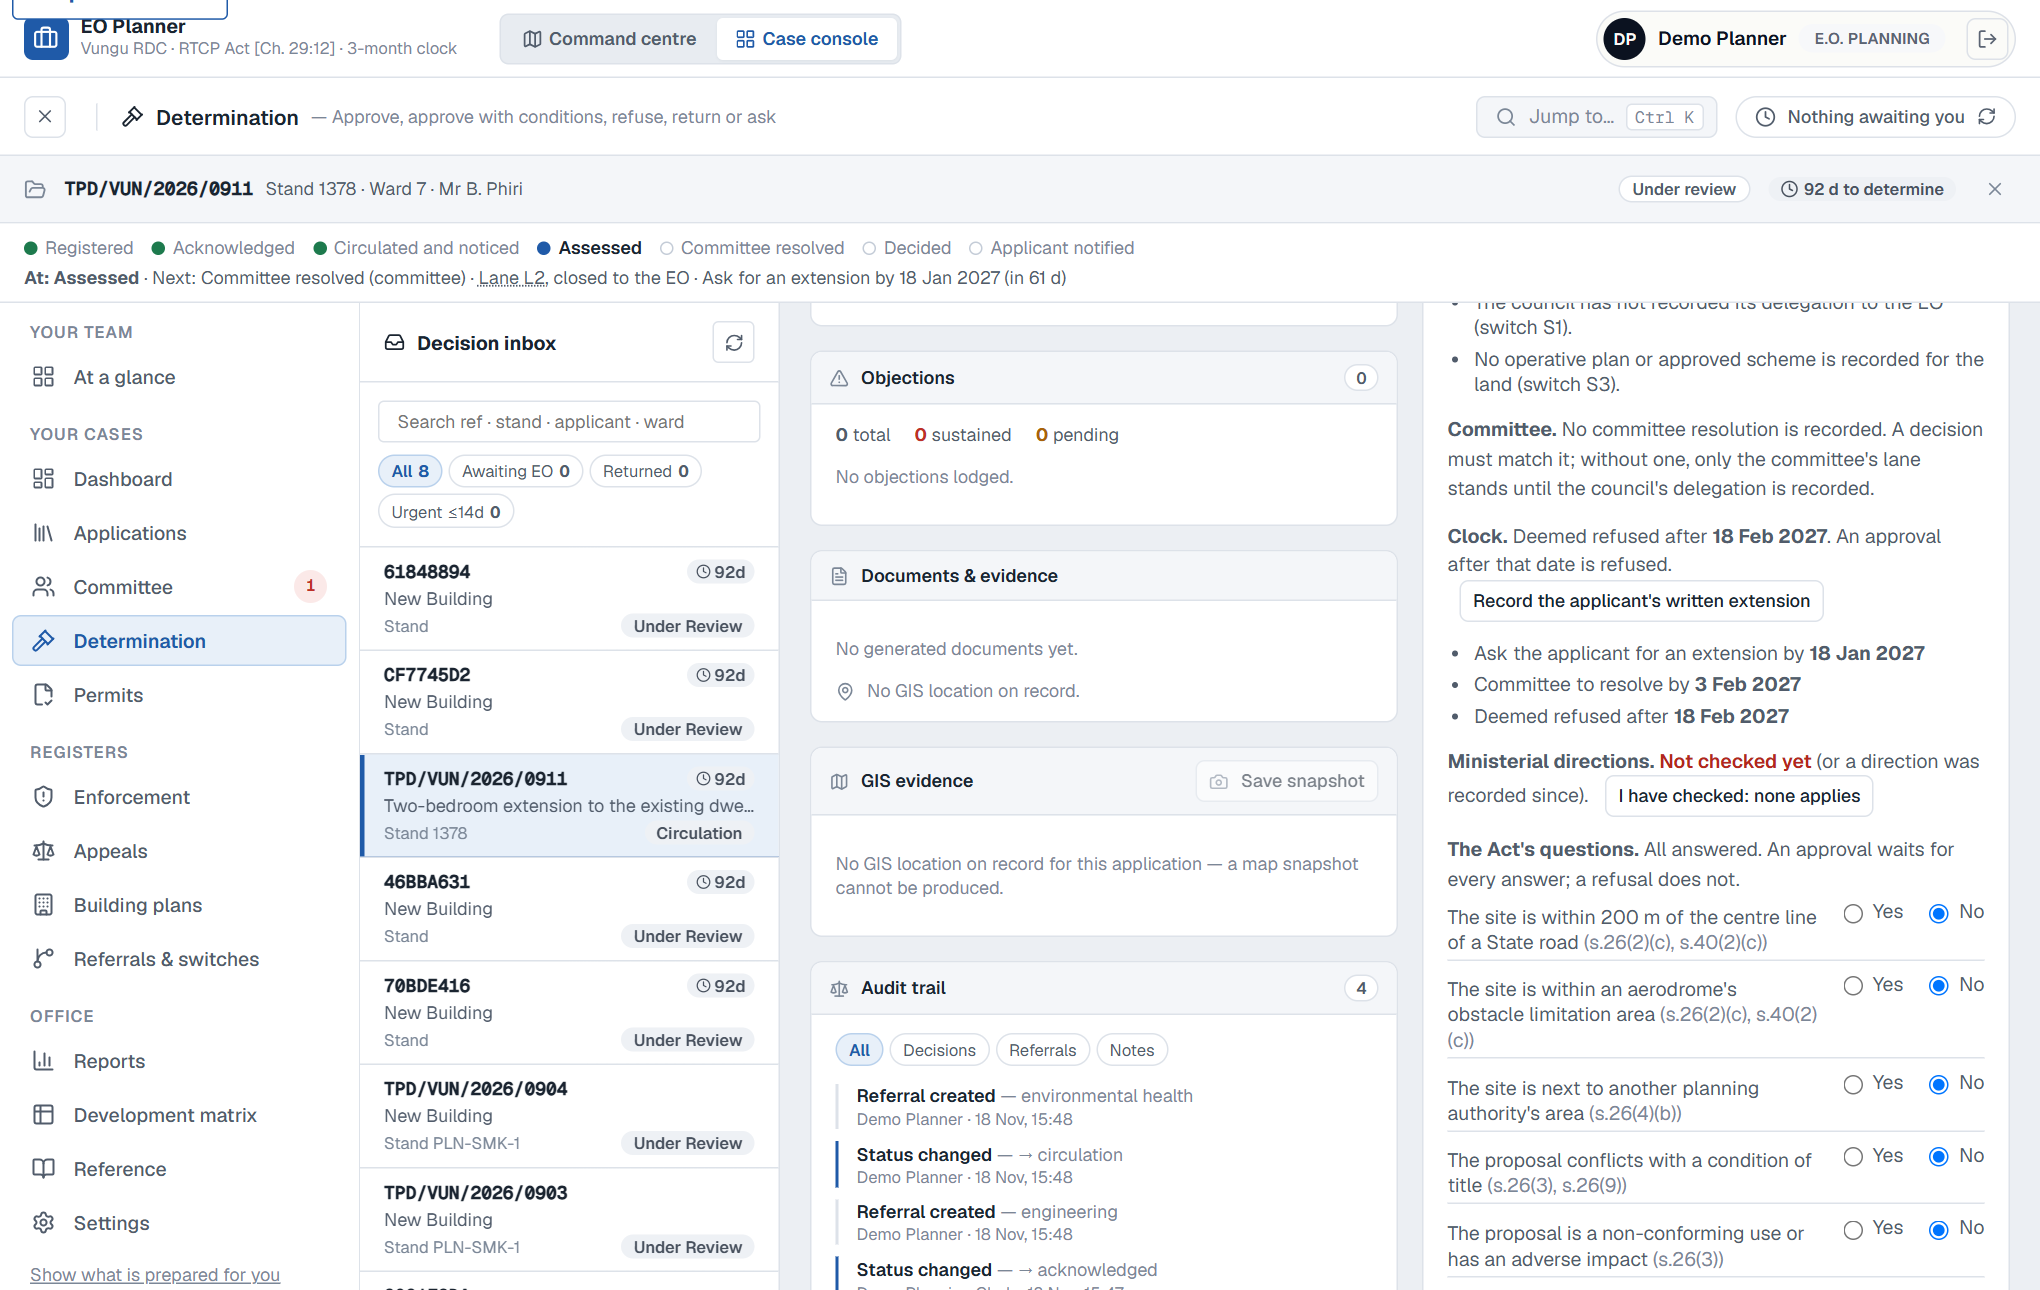 EO Planner
Vungu RDC · RTCP Act [Ch. 29:12] · 3-month clock
Command centre
Case console
DP
Demo Planner
E.O. PLANNING
Determination — Approve, approve with conditions, refuse, return or ask
Jump to... Ctrl K
Nothing awaiting you
TPD/VUN/2026/0911 Stand 1378 · Ward 7 · Mr B. Phiri
Under review
92 d to determine
Registered Acknowledged Circulated and noticed Assessed Committee resolved Decided Applicant notified
At: Assessed · Next: Committee resolved (committee) · Lane L2, closed to the EO · Ask for an extension by 18 Jan 2027 (in 61 d)
YOUR TEAM
At a glance
YOUR CASES
Dashboard
Applications
Committee 1
Determination
Permits
REGISTERS
Enforcement
Appeals
Building plans
Referrals & switches
OFFICE
Reports
Development matrix
Reference
Settings
Show what is prepared for you
Decision inbox
Search ref · stand · applicant · ward
All 8 Awaiting EO 0 Returned 0
Urgent ≤14d 0
61848894 92d
New Building
Stand Under Review
CF7745D2 92d
New Building
Stand Under Review
TPD/VUN/2026/0911 92d
Two-bedroom extension to the existing dwe...
Stand 1378 Circulation
46BBA631 92d
New Building
Stand Under Review
70BDE416 92d
New Building
Stand Under Review
TPD/VUN/2026/0904
New Building
Stand PLN-SMK-1 Under Review
TPD/VUN/2026/0903
New Building
Stand PLN-SMK-1 Under Review
Objections 0
0 total 0 sustained 0 pending
No objections lodged.
Documents & evidence
No generated documents yet.
No GIS location on record.
GIS evidence Save snapshot
No GIS location on record for this application — a map snapshot
cannot be produced.
Audit trail 4
All Decisions Referrals Notes
Referral created — environmental health
Demo Planner · 18 Nov, 15:48
Status changed — → circulation
Demo Planner · 18 Nov, 15:48
Referral created — engineering
Demo Planner · 18 Nov, 15:48
Status changed — → acknowledged
• The council has not recorded its delegation to the EO
(switch S1).
• No operative plan or approved scheme is recorded for the
land (switch S3).
Committee. No committee resolution is recorded. A decision
must match it; without one, only the committee's lane
stands until the council's delegation is recorded.
Clock. Deemed refused after 18 Feb 2027. An approval
after that date is refused.
Record the applicant's written extension
• Ask the applicant for an extension by 18 Jan 2027
• Committee to resolve by 3 Feb 2027
• Deemed refused after 18 Feb 2027
Ministerial directions. Not checked yet (or a direction was
recorded since). I have checked: none applies
The Act's questions. All answered. An approval waits for
every answer; a refusal does not.
The site is within 200 m of the centre line Yes No
of a State road (s.26(2)(c), s.40(2)(c))
The site is within an aerodrome's Yes No
obstacle limitation area (s.26(2)(c), s.40(2)
(c))
The site is next to another planning Yes No
authority's area (s.26(4)(b))
The proposal conflicts with a condition of Yes No
title (s.26(3), s.26(9))
The proposal is a non-conforming use or Yes No
has an adverse impact (s.26(3))